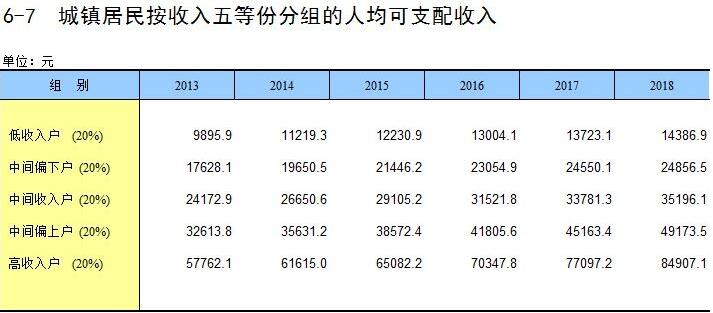 6-7 城镇居民按收入五等份分组的人均可支配收入
单位：元
组 别 2013 2014 2015 2016 2017 2018
低收入户 (20%) 9895.9 11219.3 12230.9 13004.1 13723.1 14386.9
中间偏下户 (20%) 17628.1 19650.5 21446.2 23054.9 24550.1 24856.5
中间收入户 (20%) 24172.9 26650.6 29105.2 31521.8 33781.3 35196.1
中间偏上户 (20%) 32613.8 35631.2 38572.4 41805.6 45163.4 49173.5
高收入户 (20%) 57762.1 61615.0 65082.2 70347.8 77097.2 84907.1